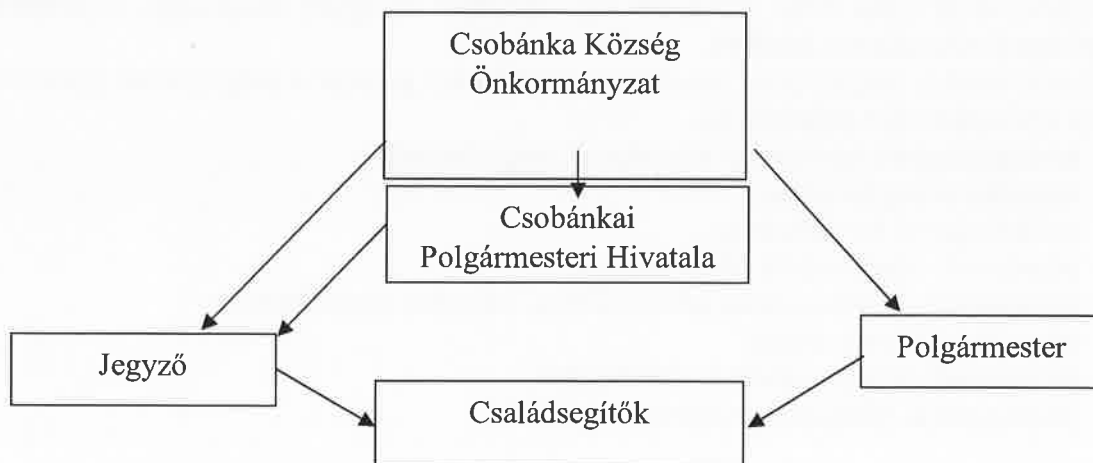 Csobánka Község
Önkormányzat
Csobánkai
Polgármesteri Hivatala
Jegyző
Polgármester
Családsegítők